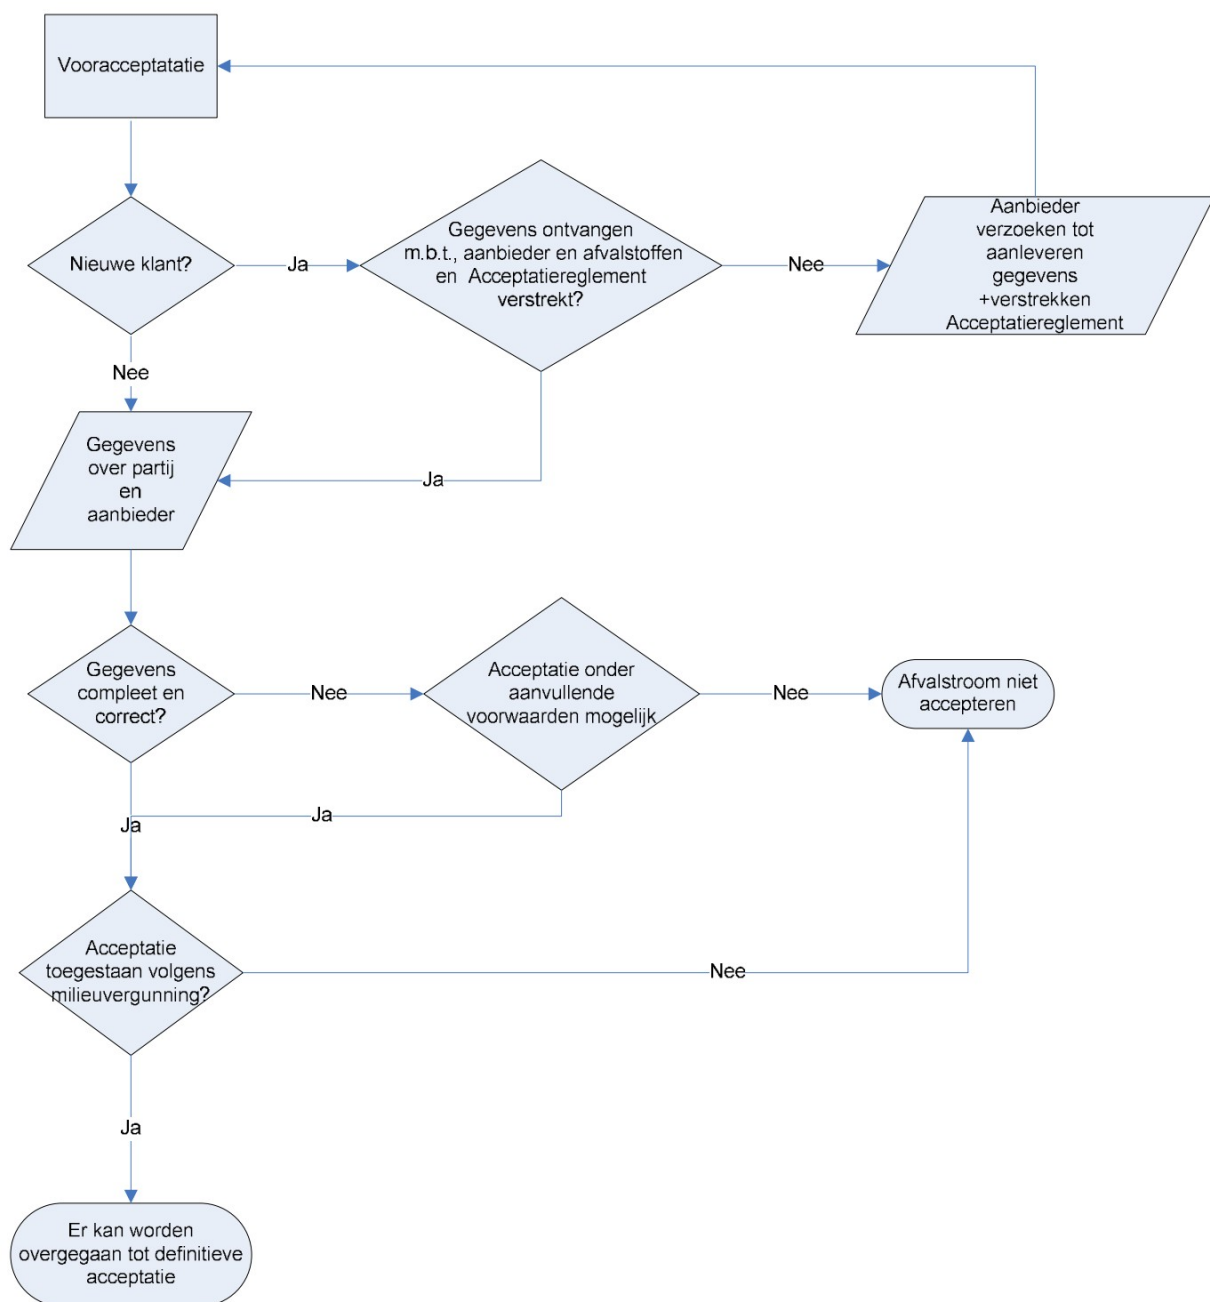 Vooracceptatatie
Nieuwe klant?
Ja
Gegevens ontvangen
m.b.t., aanbieder en afvalstoffen
en Acceptatiereglement
verstrekt?
Nee
Aanbieder
verzoeken tot
aanleveren
gegevens
+verstrekken
Acceptatiereglement
Nee
Gegevens
over partij
en
aanbieder
Ja
Gegevens
compleet en
correct?
Nee
Acceptatie onder
aanvullende
voorwaarden mogelijk
Nee
Afvalstroom niet
accepteren
Ja
Ja
Acceptatie
toegestaan volgens
milieuvergunning?
Nee
Ja
Er kan worden
overgegaan tot definitieve
acceptatie